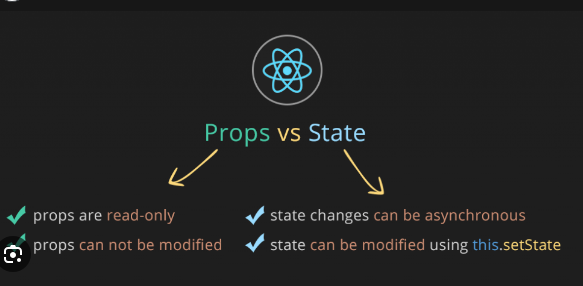 Props vs State
props are read-only
props can not be modified
state changes can be asynchronous
state can be modified using this.setState